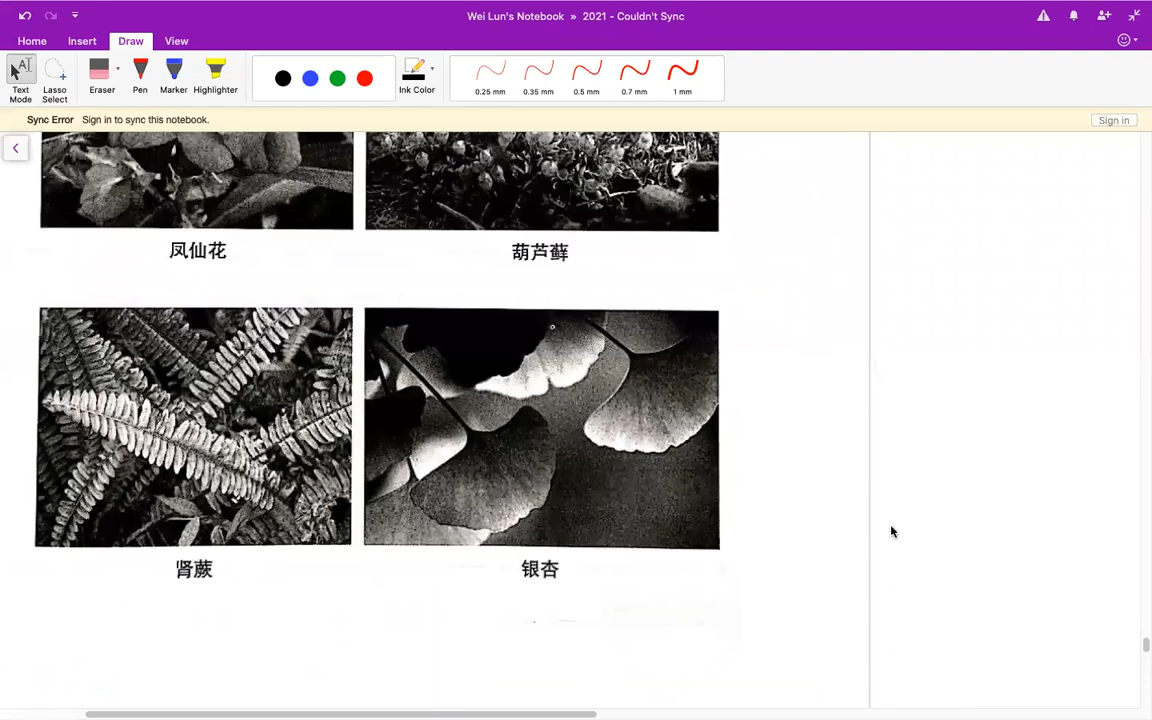 Wei Lun's Notebook » 2021 - Couldn't Sync
Home Insert Draw View
Text Mode
Lasso Select
Eraser
Pen
Marker
Highlighter
Ink Color
0.25 mm 0.35 mm 0.5 mm 0.7 mm 1 mm
Sync Error Sign in to sync this notebook. Sign in
凤仙花 葫芦藓
肾蕨 银杏